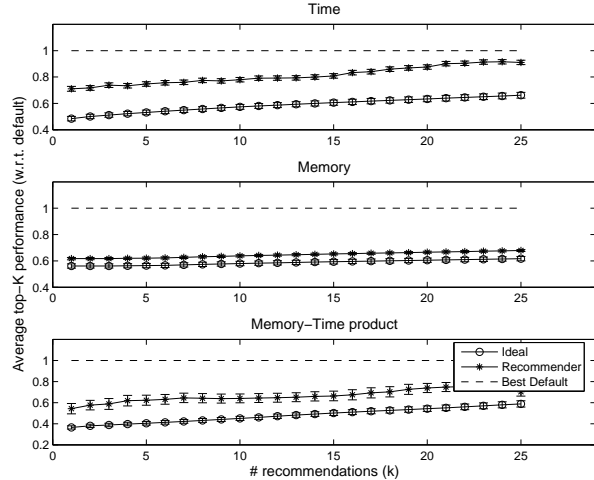 Time
1
0.8
0.6
0.4
0 5 10 15 20 25
Memory
1
0.8
0.6
0.4
0 5 10 15 20 25
Memory−Time product
1
0.8
0.6
0.4
0.2
0 5 10 15 20 25
Ideal
Recommender
Best Default
# recommendations (k)
Average top−K performance (w.r.t. default)